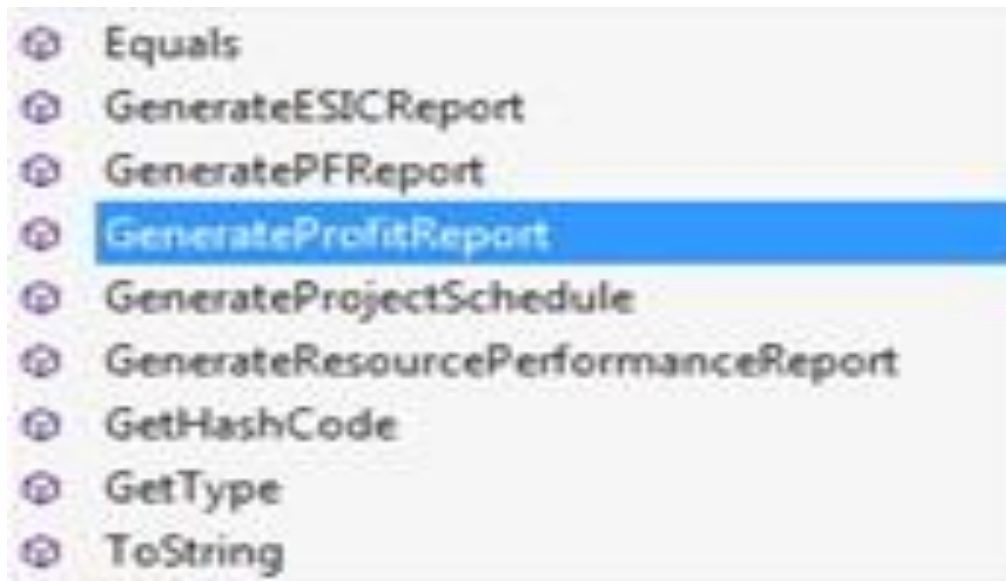 Equals
GenerateESICReport
GeneratePFReport
GenerateProfitReport
GenerateProjectSchedule
GenerateResourcePerformanceReport
GetHashCode
GetType
ToString